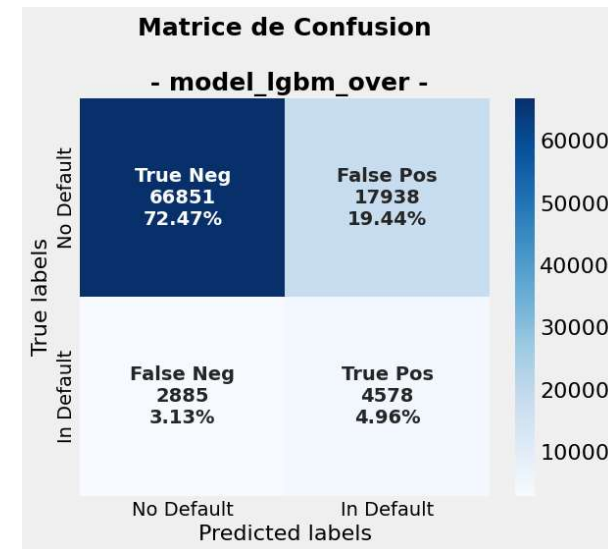 Matrice de Confusion
- model_lgbm_over -
True labels
No Default
In Default
True Neg
66851
72.47%
False Pos
17938
19.44%
False Neg
2885
3.13%
True Pos
4578
4.96%
No Default
In Default
Predicted labels
60000
50000
40000
30000
20000
10000